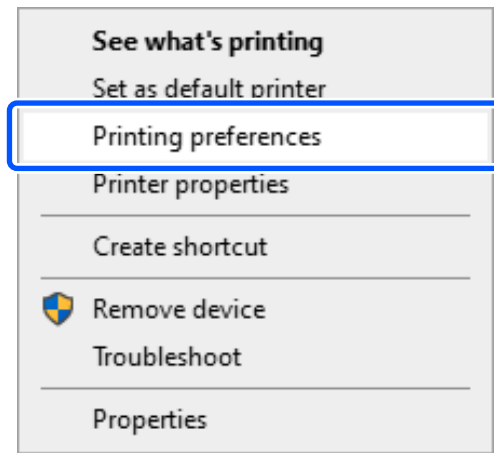 See what's printing
Set as default printer
Printing preferences
Printer properties
Create shortcut
Remove device
Troubleshoot
Properties